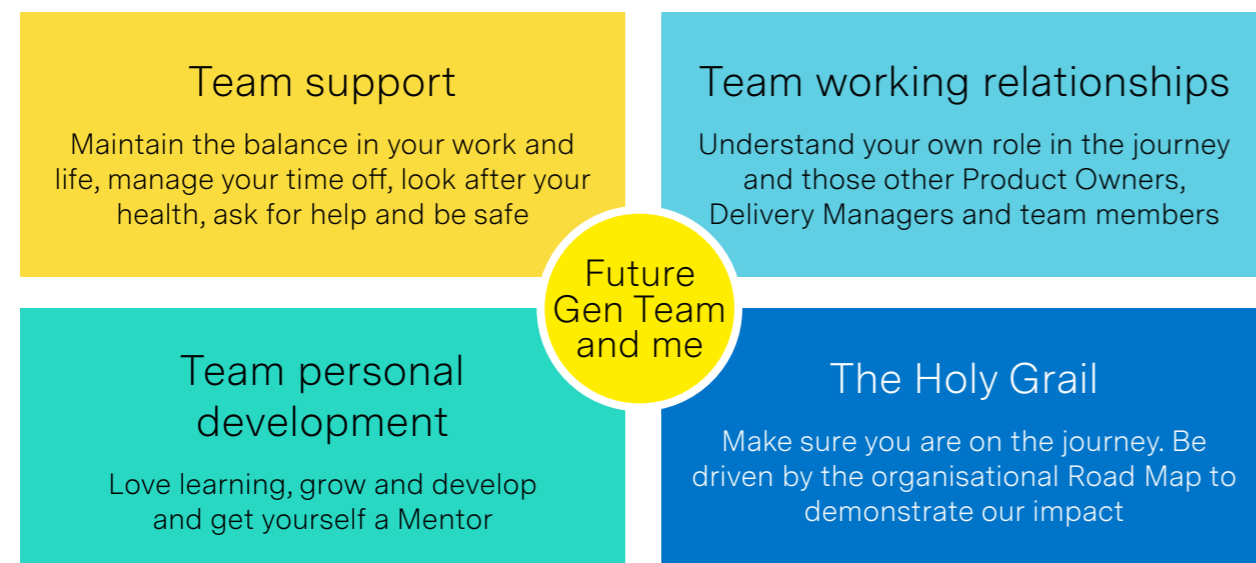 Team support
Maintain the balance in your work and
life, manage your time off, look after your
health, ask for help and be safe
Team working relationships
Understand your own role in the journey
and those other Product Owners,
Delivery Managers and team members
Future
Gen Team
and me
Team personal
development
Love learning, grow and develop
and get yourself a Mentor
The Holy Grail
Make sure you are on the journey. Be
driven by the organisational Road Map to
demonstrate our impact